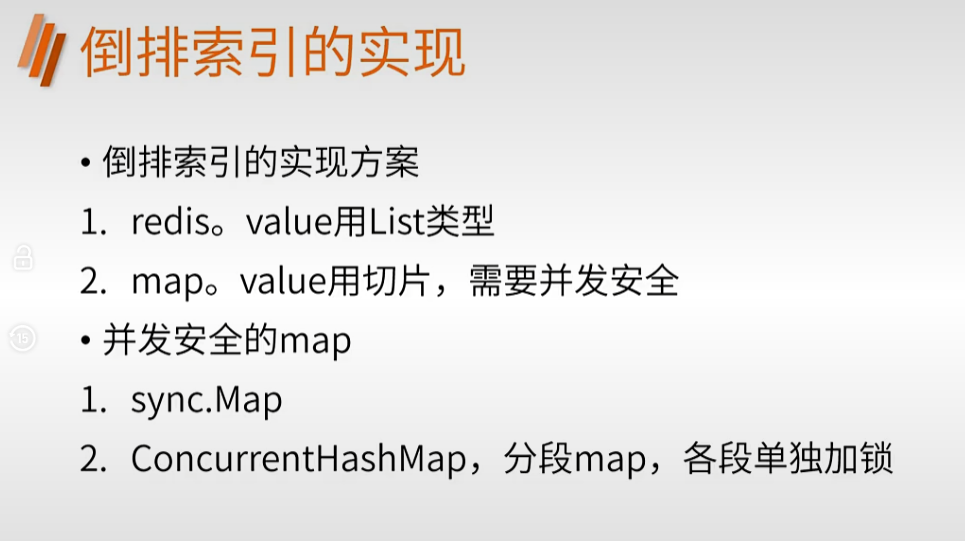 倒排索引的实现
• 倒排索引的实现方案
1. redis。value用List类型
2. map。value用切片，需要并发安全
• 并发安全的map
1. sync.Map
2. ConcurrentHashMap，分段map，各段单独加锁
15